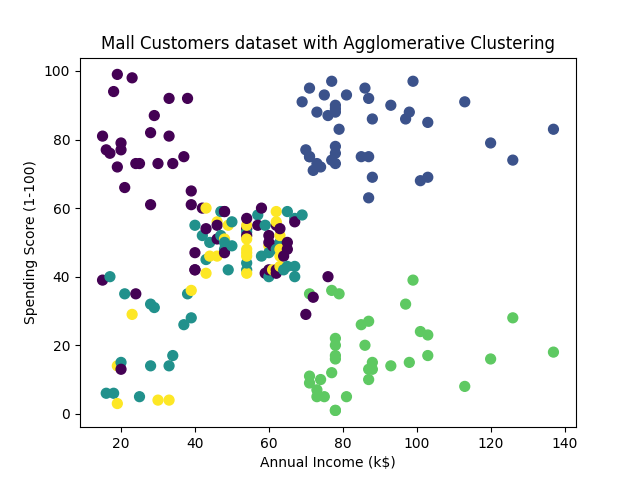 Mall Customers dataset with Agglomerative Clustering
100
80
60
40
20
0
Spending Score (1-100)
20 40 60 80 100 120 140
Annual Income (k$)